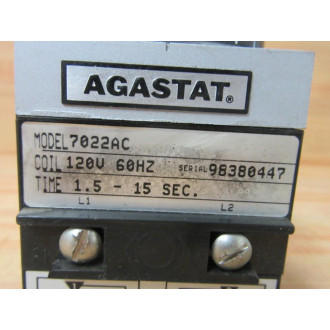 AGASTAT®
MODEL 7022AC
COIL 120V 60HZ SERIAL 98380447
TIME 1.5 - 15 SEC.
L1 L2